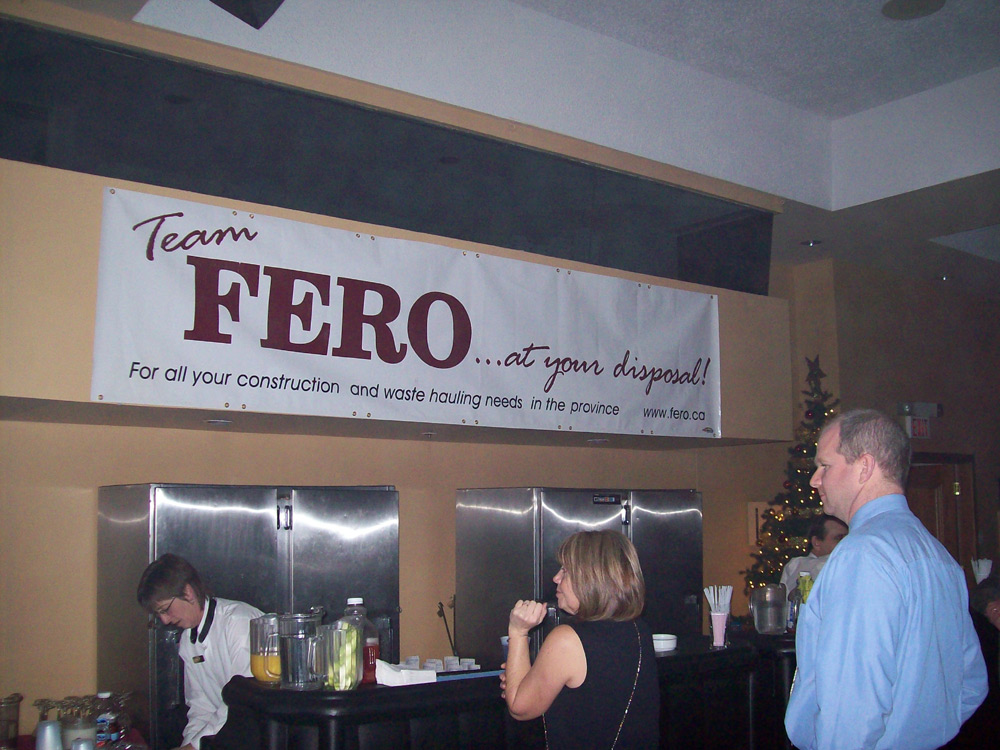 Team
FERO ...at your disposal!
For all your construction and waste hauling needs in the province www.fero.ca
EXIT